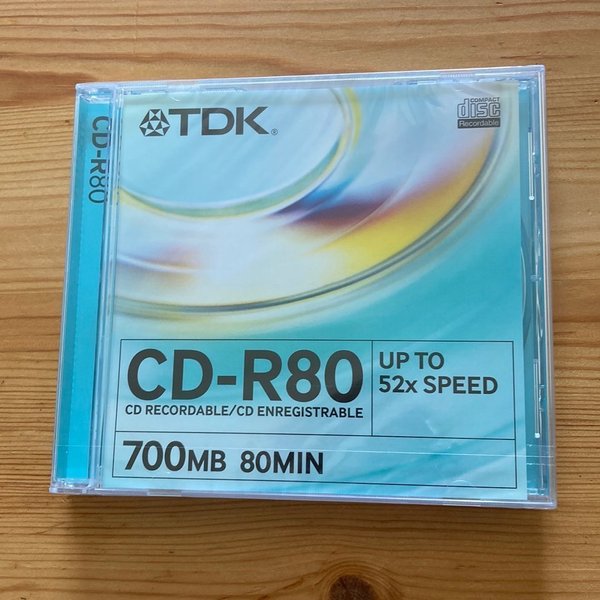 TDK®
COMPACT
disc
Recordable
CD-R80
CD-R80
CD RECORDABLE/CD ENREGISTRABLE
UP TO
52x SPEED
700MB 80MIN